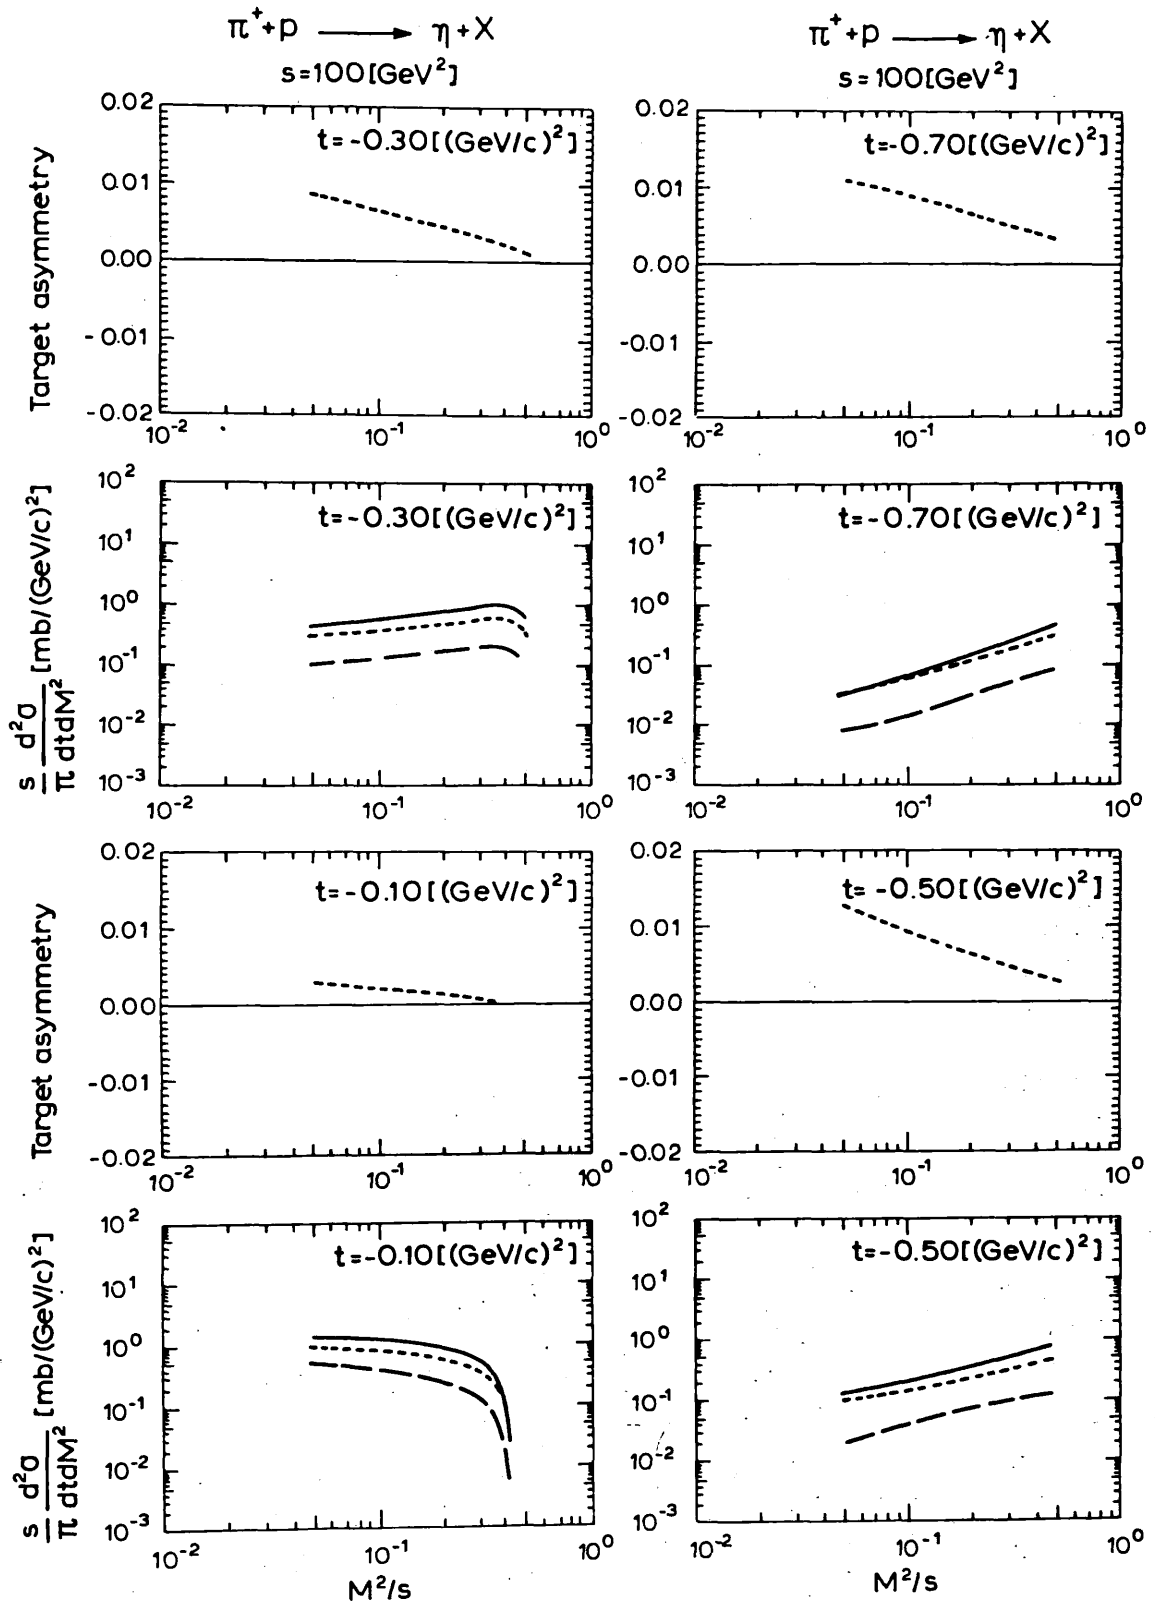 π⁺+p ⟶ η+X
s=100[GeV²]
0.02
0.01
0.00
-0.01
-0.02
Target asymmetry
t=-0.30[(GeV/c)²]
10⁻² 10⁻¹ 10⁰
10² 10¹ 10⁰ 10⁻¹ 10⁻² 10⁻³
s/π d²σ/dtdM² [mb/(GeV/c)²]
t=-0.30[(GeV/c)²]
10⁻² 10⁻¹ 10⁰
0.02
0.01
0.00
-0.01
-0.02
Target asymmetry
t=-0.10[(GeV/c)²]
10⁻² 10⁻¹ 10⁰
10² 10¹ 10⁰ 10⁻¹ 10⁻² 10⁻³
s/π d²σ/dtdM² [mb/(GeV/c)²]
t=-0.10[(GeV/c)²]
10⁻² 10⁻¹ 10⁰
M²/s
π⁺+p ⟶ η+X
s=100[GeV²]
0.02
0.01
0.00
-0.01
-0.02
t=-0.70[(GeV/c)²]
10⁻² 10⁻¹ 10⁰
10² 10¹ 10⁰ 10⁻¹ 10⁻² 10⁻³
t=-0.70[(GeV/c)²]
10⁻² 10⁻¹ 10⁰
0.02
0.01
0.00
-0.01
-0.02
t=-0.50[(GeV/c)²]
10⁻² 10⁻¹ 10⁰
10² 10¹ 10⁰ 10⁻¹ 10⁻² 10⁻³
t=-0.50[(GeV/c)²]
10⁻² 10⁻¹ 10⁰
M²/s